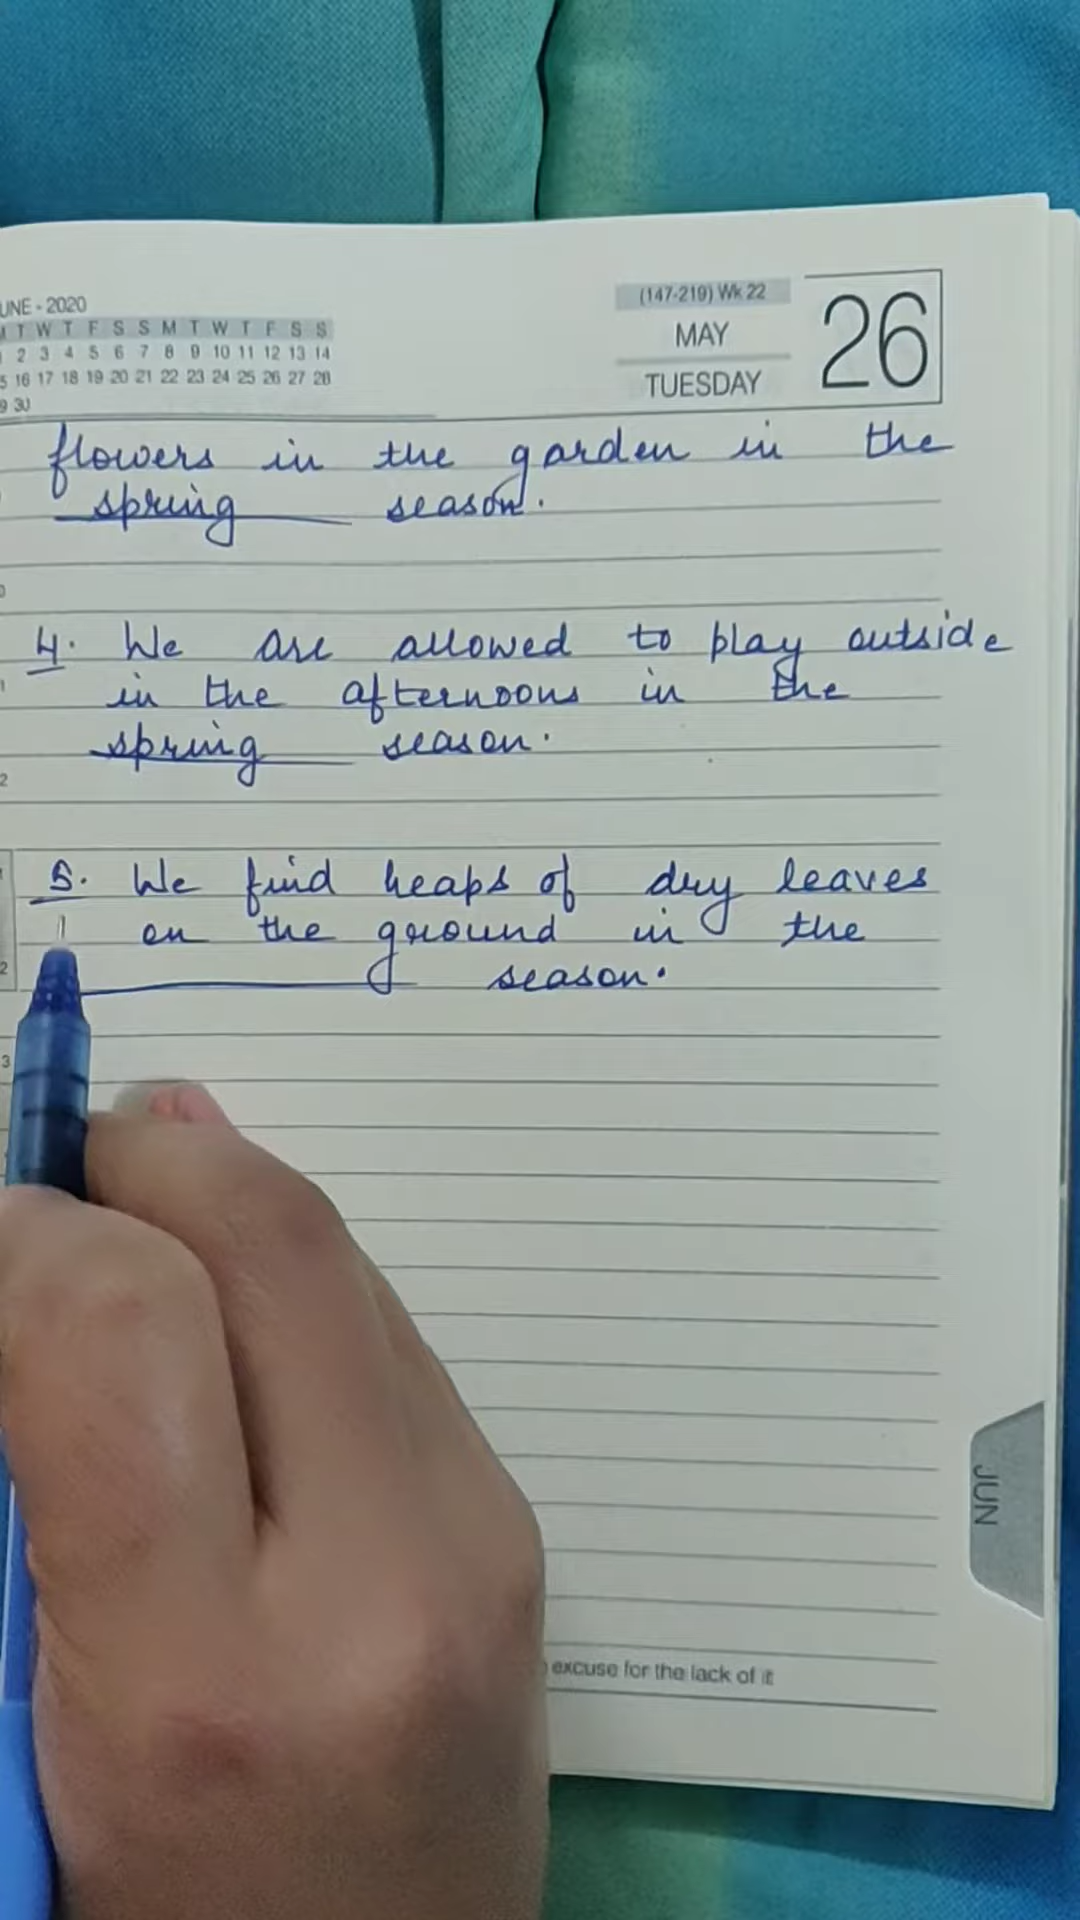 UNE - 2020
T W T F S S M T W T F S S
2 3 4 5 6 7 8 9 10 11 12 13 14
16 17 18 19 20 21 22 23 24 25 26 27 28
30
(147-219) Wk 22
MAY
TUESDAY
26
flowers in the garden in the
spring season.
4. We are allowed to play outside
in the afternoons in the
spring season.
5. We find heaps of dry leaves
on the ground in the
season.
JUN
excuse for the lack of it